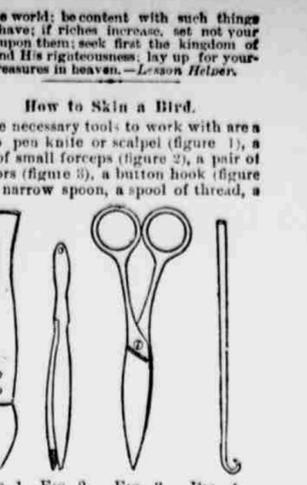 e world; be content with such things
have; if riches increase, set not your
upon them; seek first the kingdom of
nd His righteousness; lay up for your-
reasures in heaven.—Lesson Helper.
How to Skin a Bird.
e necessary tools to work with are a
pen knife or scalpel (figure 1), a
of small forceps (figure 2), a pair of
ors (figure 3), a button hook (figure
narrow spoon, a spool of thread, a